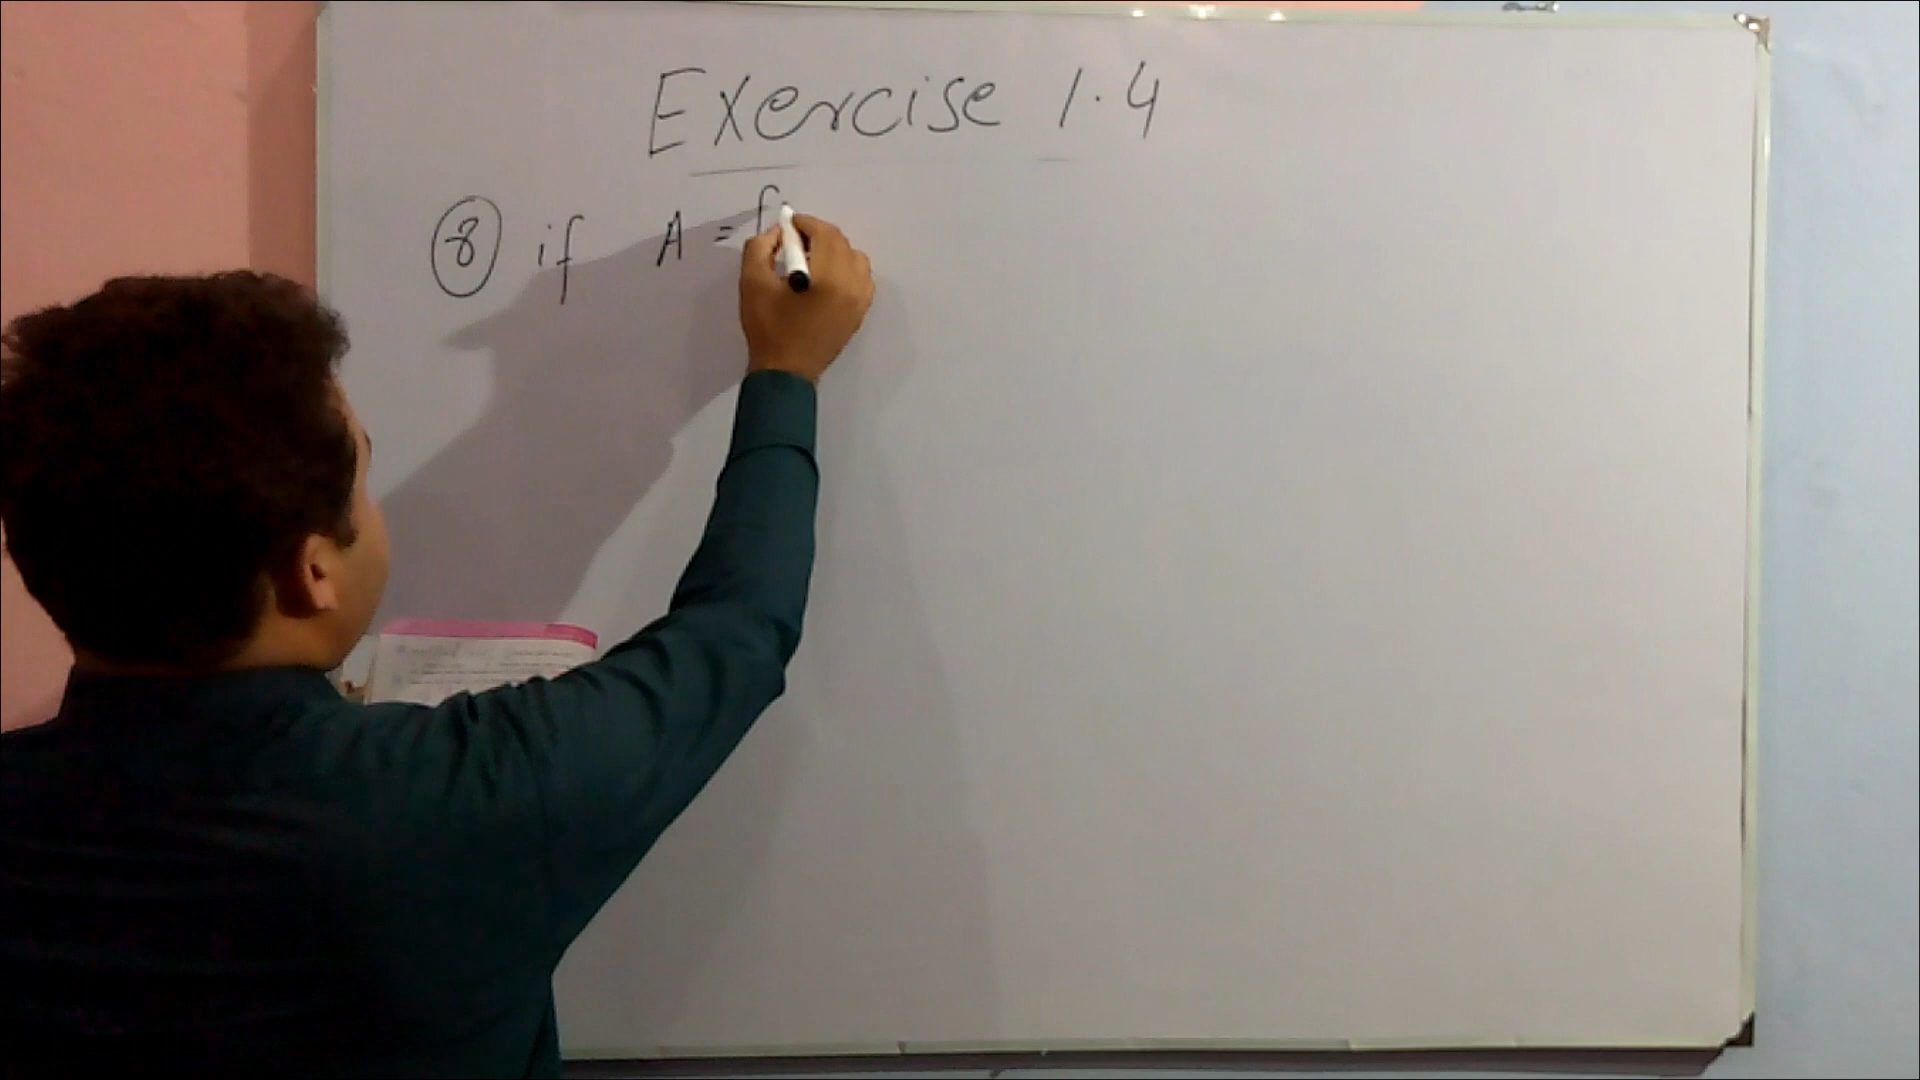 Exercise 1.4
8 if A = {